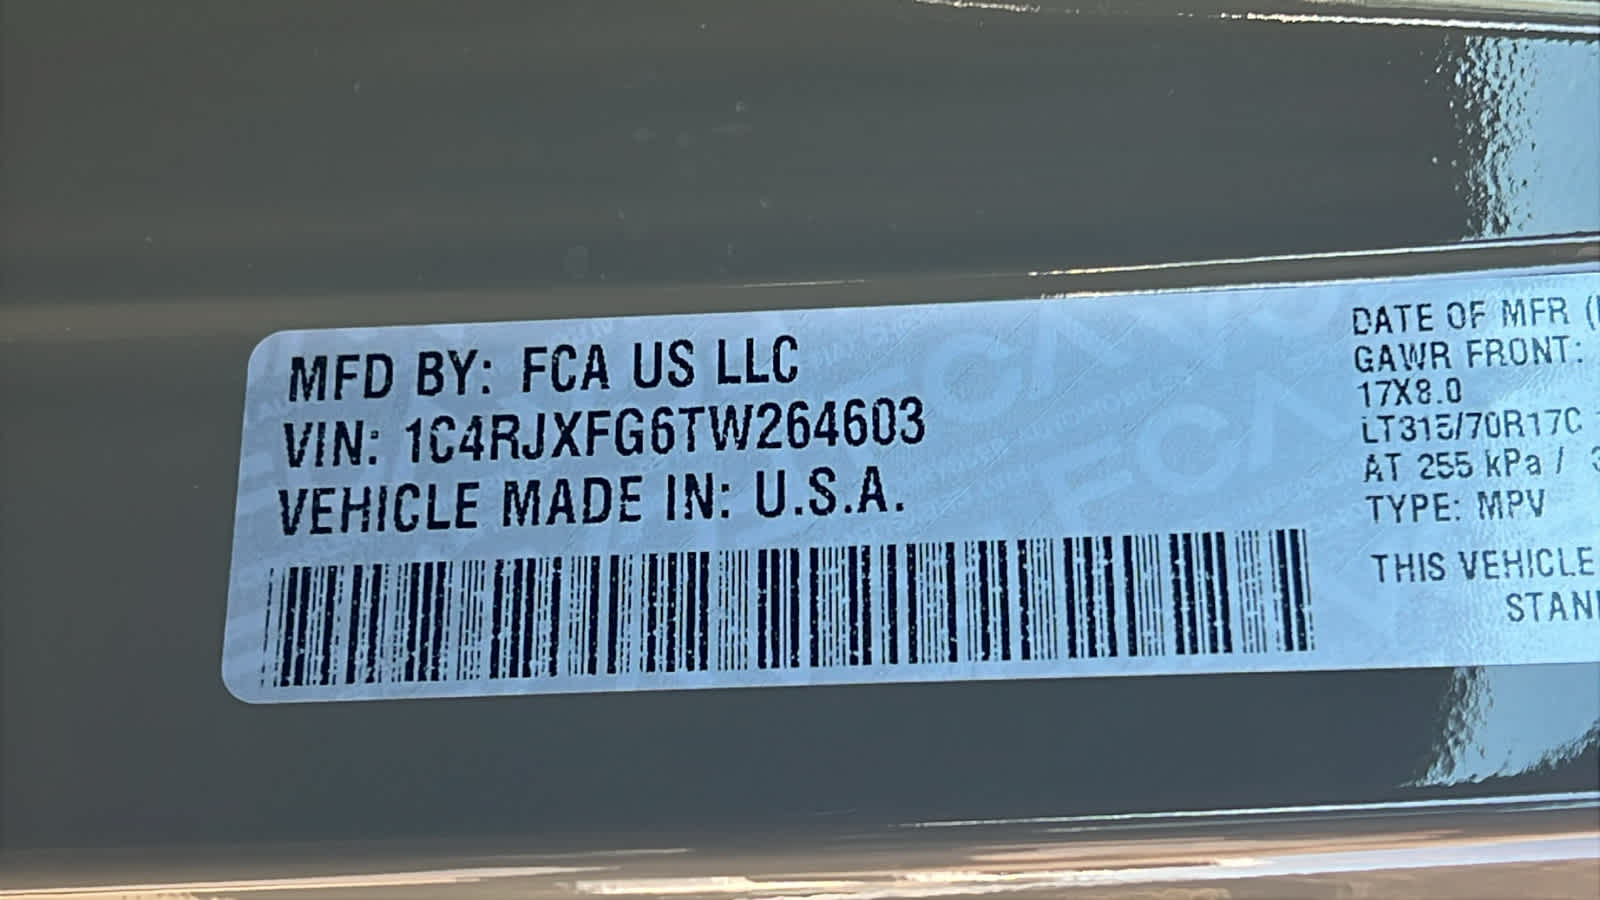 MFD BY: FCA US LLC
VIN: 1C4RJXFG6TW264603
VEHICLE MADE IN: U.S.A.
DATE OF MFR
GAWR FRONT:
17X8.0
LT315/70R17C
AT 255 kPa /
TYPE: MPV
THIS VEHICLE